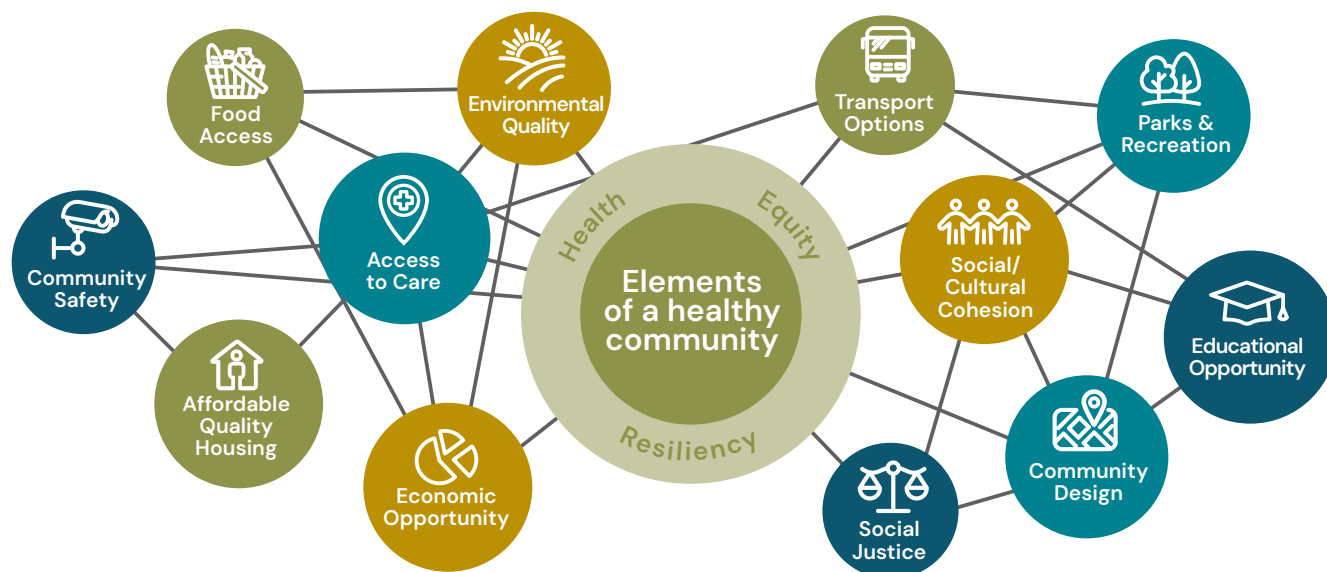 Food
Access
Environmental
Quality
Transport
Options
Parks &
Recreation
Community
Safety
Access
to Care
Health
Equity
Resiliency
Elements
of a healthy
community
Social/
Cultural
Cohesion
Educational
Opportunity
Affordable
Quality
Housing
Economic
Opportunity
Social
Justice
Community
Design